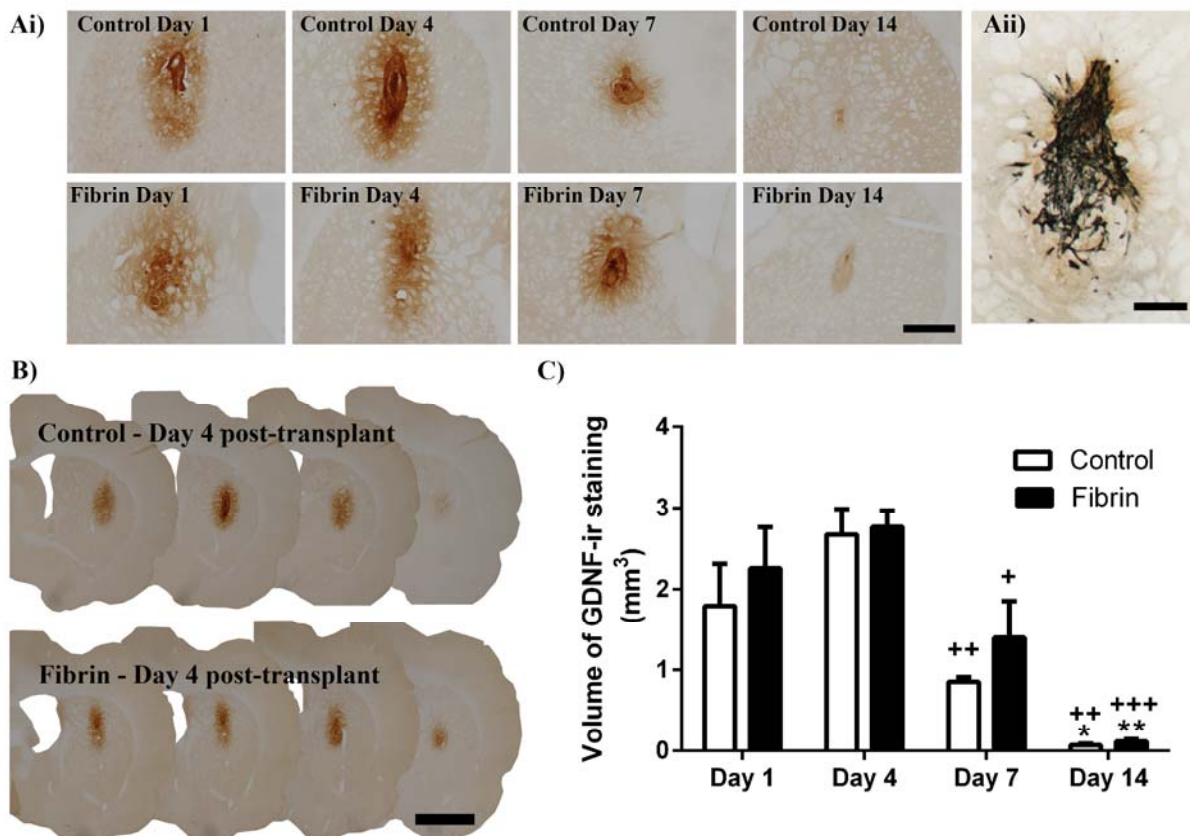 Ai)
Control Day 1
Control Day 4
Control Day 7
Control Day 14
Aii)
Fibrin Day 1
Fibrin Day 4
Fibrin Day 7
Fibrin Day 14
B)
Control - Day 4 post-transplant
Fibrin - Day 4 post-transplant
C)
Volume of GDNF-ir staining
(mm³)
4
3
2
1
0
Control
Fibrin
++
+
++
*
+++
**
Day 1
Day 4
Day 7
Day 14